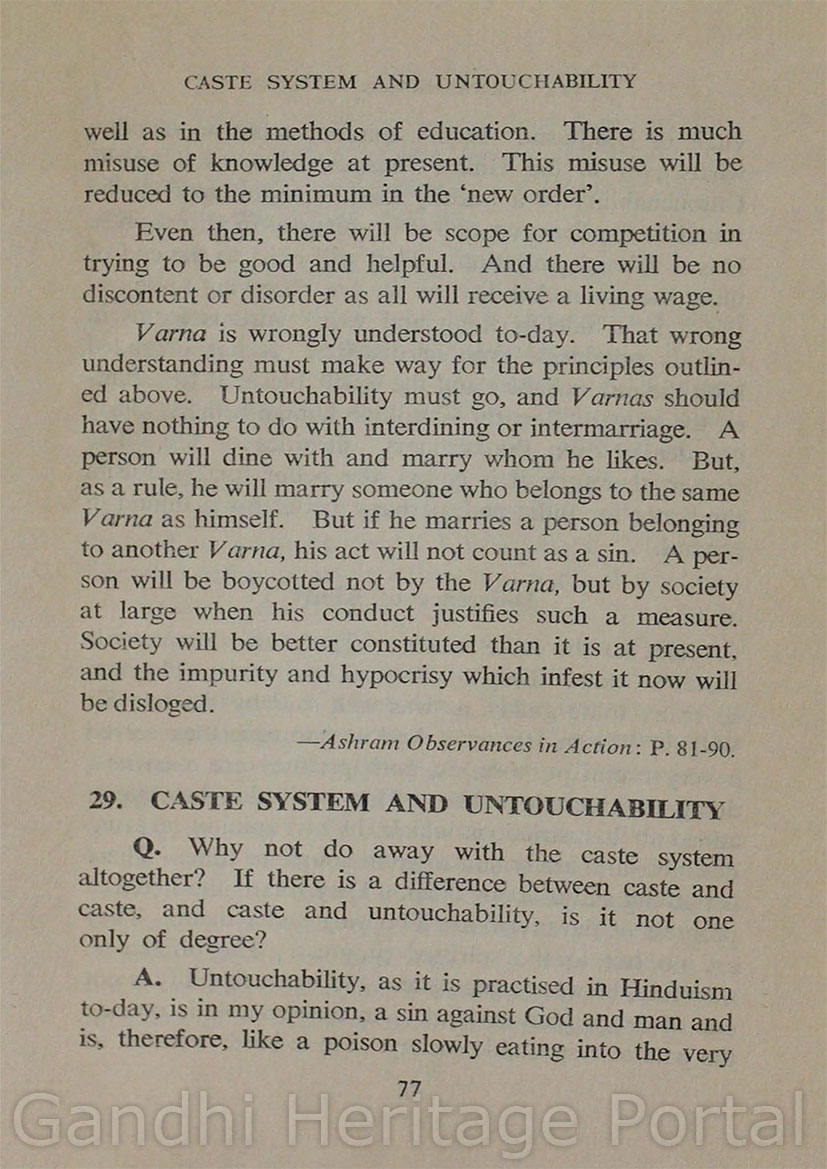 CASTE SYSTEM AND UNTOUCHABILITY
well as in the methods of education. There is much
misuse of knowledge at present. This misuse will be
reduced to the minimum in the ‘new order’.
Even then, there will be scope for competition in
trying to be good and helpful. And there will be no
discontent or disorder as all will receive a living wage.
Varna is wrongly understood to-day. That wrong
understanding must make way for the principles outlin-
ed above. Untouchability must go, and Varnas should
have nothing to do with interdining or intermarriage. A
person will dine with and marry whom he likes. But,
as a rule, he will marry someone who belongs to the same
Varna as himself. But if he marries a person belonging
to another Varna, his act will not count as a sin. A per-
son will be boycotted not by the Varna, but by society
at large when his conduct justifies such a measure.
Society will be better constituted than it is at present,
and the impurity and hypocrisy which infest it now will
be disloged.
—Ashram Observances in Action: P. 81-90.
29. CASTE SYSTEM AND UNTOUCHABILITY
Q. Why not do away with the caste system
altogether? If there is a difference between caste and
caste, and caste and untouchability, is it not one
only of degree?
A. Untouchability, as it is practised in Hinduism
to-day, is in my opinion, a sin against God and man and
is, therefore, like a poison slowly eating into the very
77
Gandhi Heritage Portal